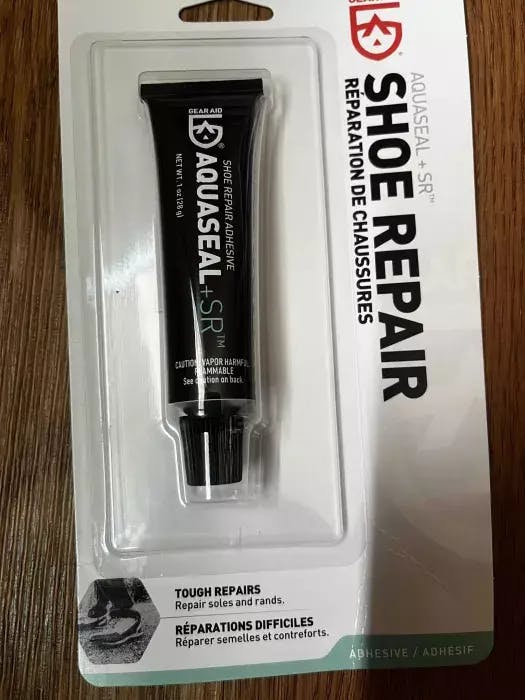 GEAR AID
AQUASEAL + SR™
SHOE REPAIR
RÉPARATION DE CHAUSSURES
GEAR AID
®
SHOE REPAIR ADHESIVE
AQUASEAL+SR™
NET WT. 1 oz (28 g)
CAUTION: VAPOR HARMFUL
FLAMMABLE
See caution on back.
TOUGH REPAIRS
Repair soles and rands.
RÉPARATIONS DIFFICILES
Réparer semelles et contreforts.
ADHESIVE / ADHÉSIF